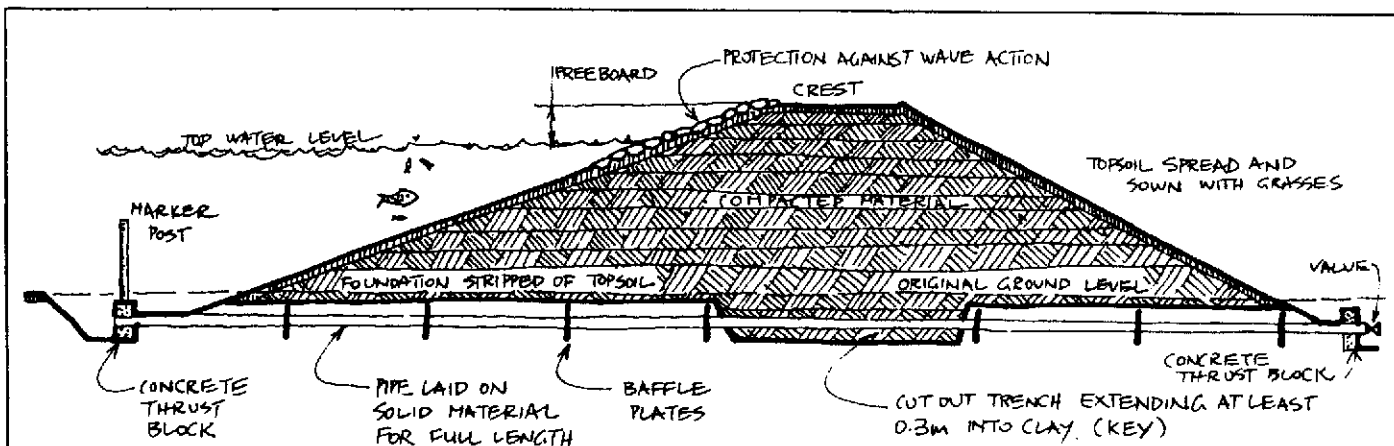 FREEBOARD
PROTECTION AGAINST WAVE ACTION
CREST
TOP WATER LEVEL
TOPSOIL SPREAD AND
SOWN WITH GRASSES
COMPACTED MATERIAL
MARKER
POST
FOUNDATION STRIPPED OF TOPSOIL
ORIGINAL GROUND LEVEL
VALVE
CONCRETE
THRUST
BLOCK
PIPE LAID ON
SOLID MATERIAL
FOR FULL LENGTH
BAFFLE
PLATES
CONCRETE
THRUST BLOCK
CUT OUT TRENCH EXTENDING AT LEAST
0.3m INTO CLAY. (KEY)